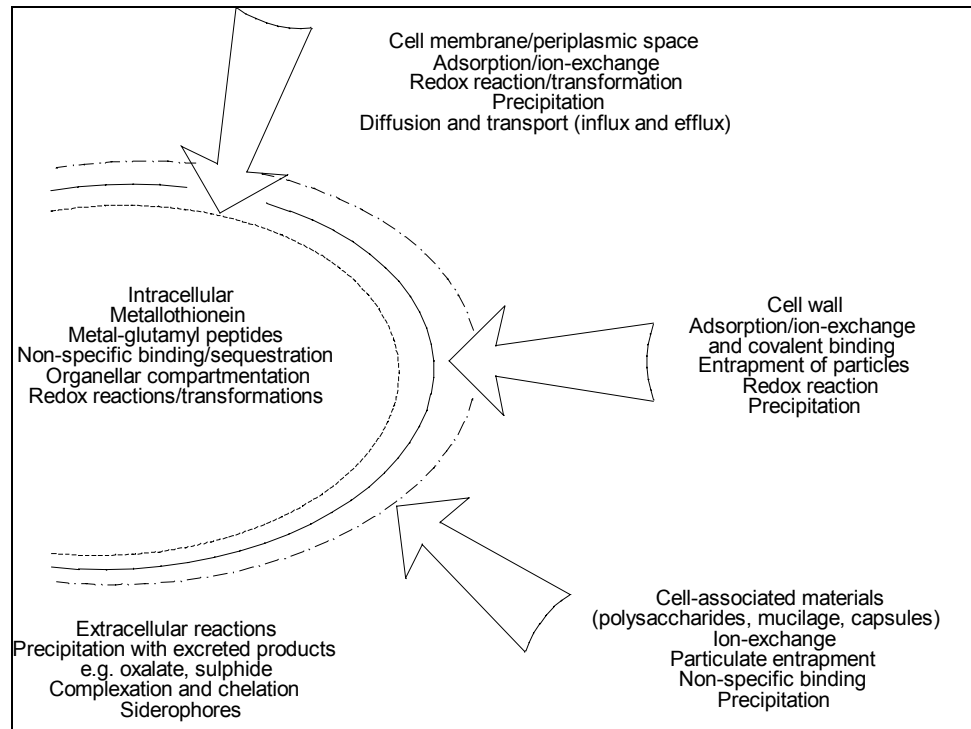 Cell membrane/periplasmic space
Adsorption/ion-exchange
Redox reaction/transformation
Precipitation
Diffusion and transport (influx and efflux)
Intracellular
Metallothionein
Metal-glutamyl peptides
Non-specific binding/sequestration
Organellar compartmentation
Redox reactions/transformations
Cell wall
Adsorption/ion-exchange
and covalent binding
Entrapment of particles
Redox reaction
Precipitation
Extracellular reactions
Precipitation with excreted products
e.g. oxalate, sulphide
Complexation and chelation
Siderophores
Cell-associated materials
(polysaccharides, mucilage, capsules)
Ion-exchange
Particulate entrapment
Non-specific binding
Precipitation